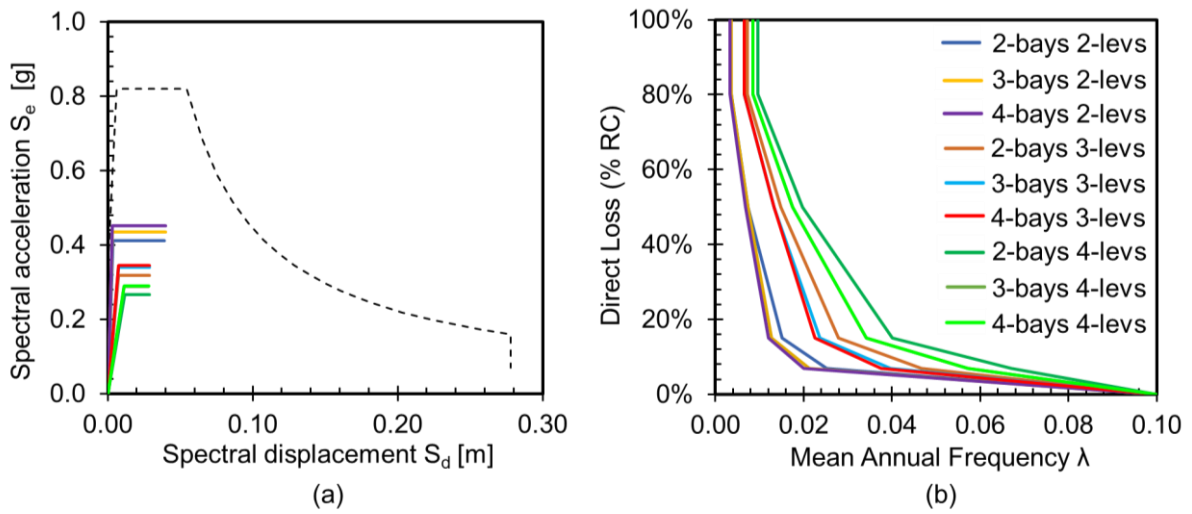 Spectral acceleration Se [g]
1.0
0.8
0.6
0.4
0.2
0.0
0.00 0.10 0.20 0.30
Spectral displacement Sd [m]
(a)
Direct Loss (% RC)
100%
80%
60%
40%
20%
0%
2-bays 2-levs
3-bays 2-levs
4-bays 2-levs
2-bays 3-levs
3-bays 3-levs
4-bays 3-levs
2-bays 4-levs
3-bays 4-levs
4-bays 4-levs
0.00 0.02 0.04 0.06 0.08 0.10
Mean Annual Frequency λ
(b)